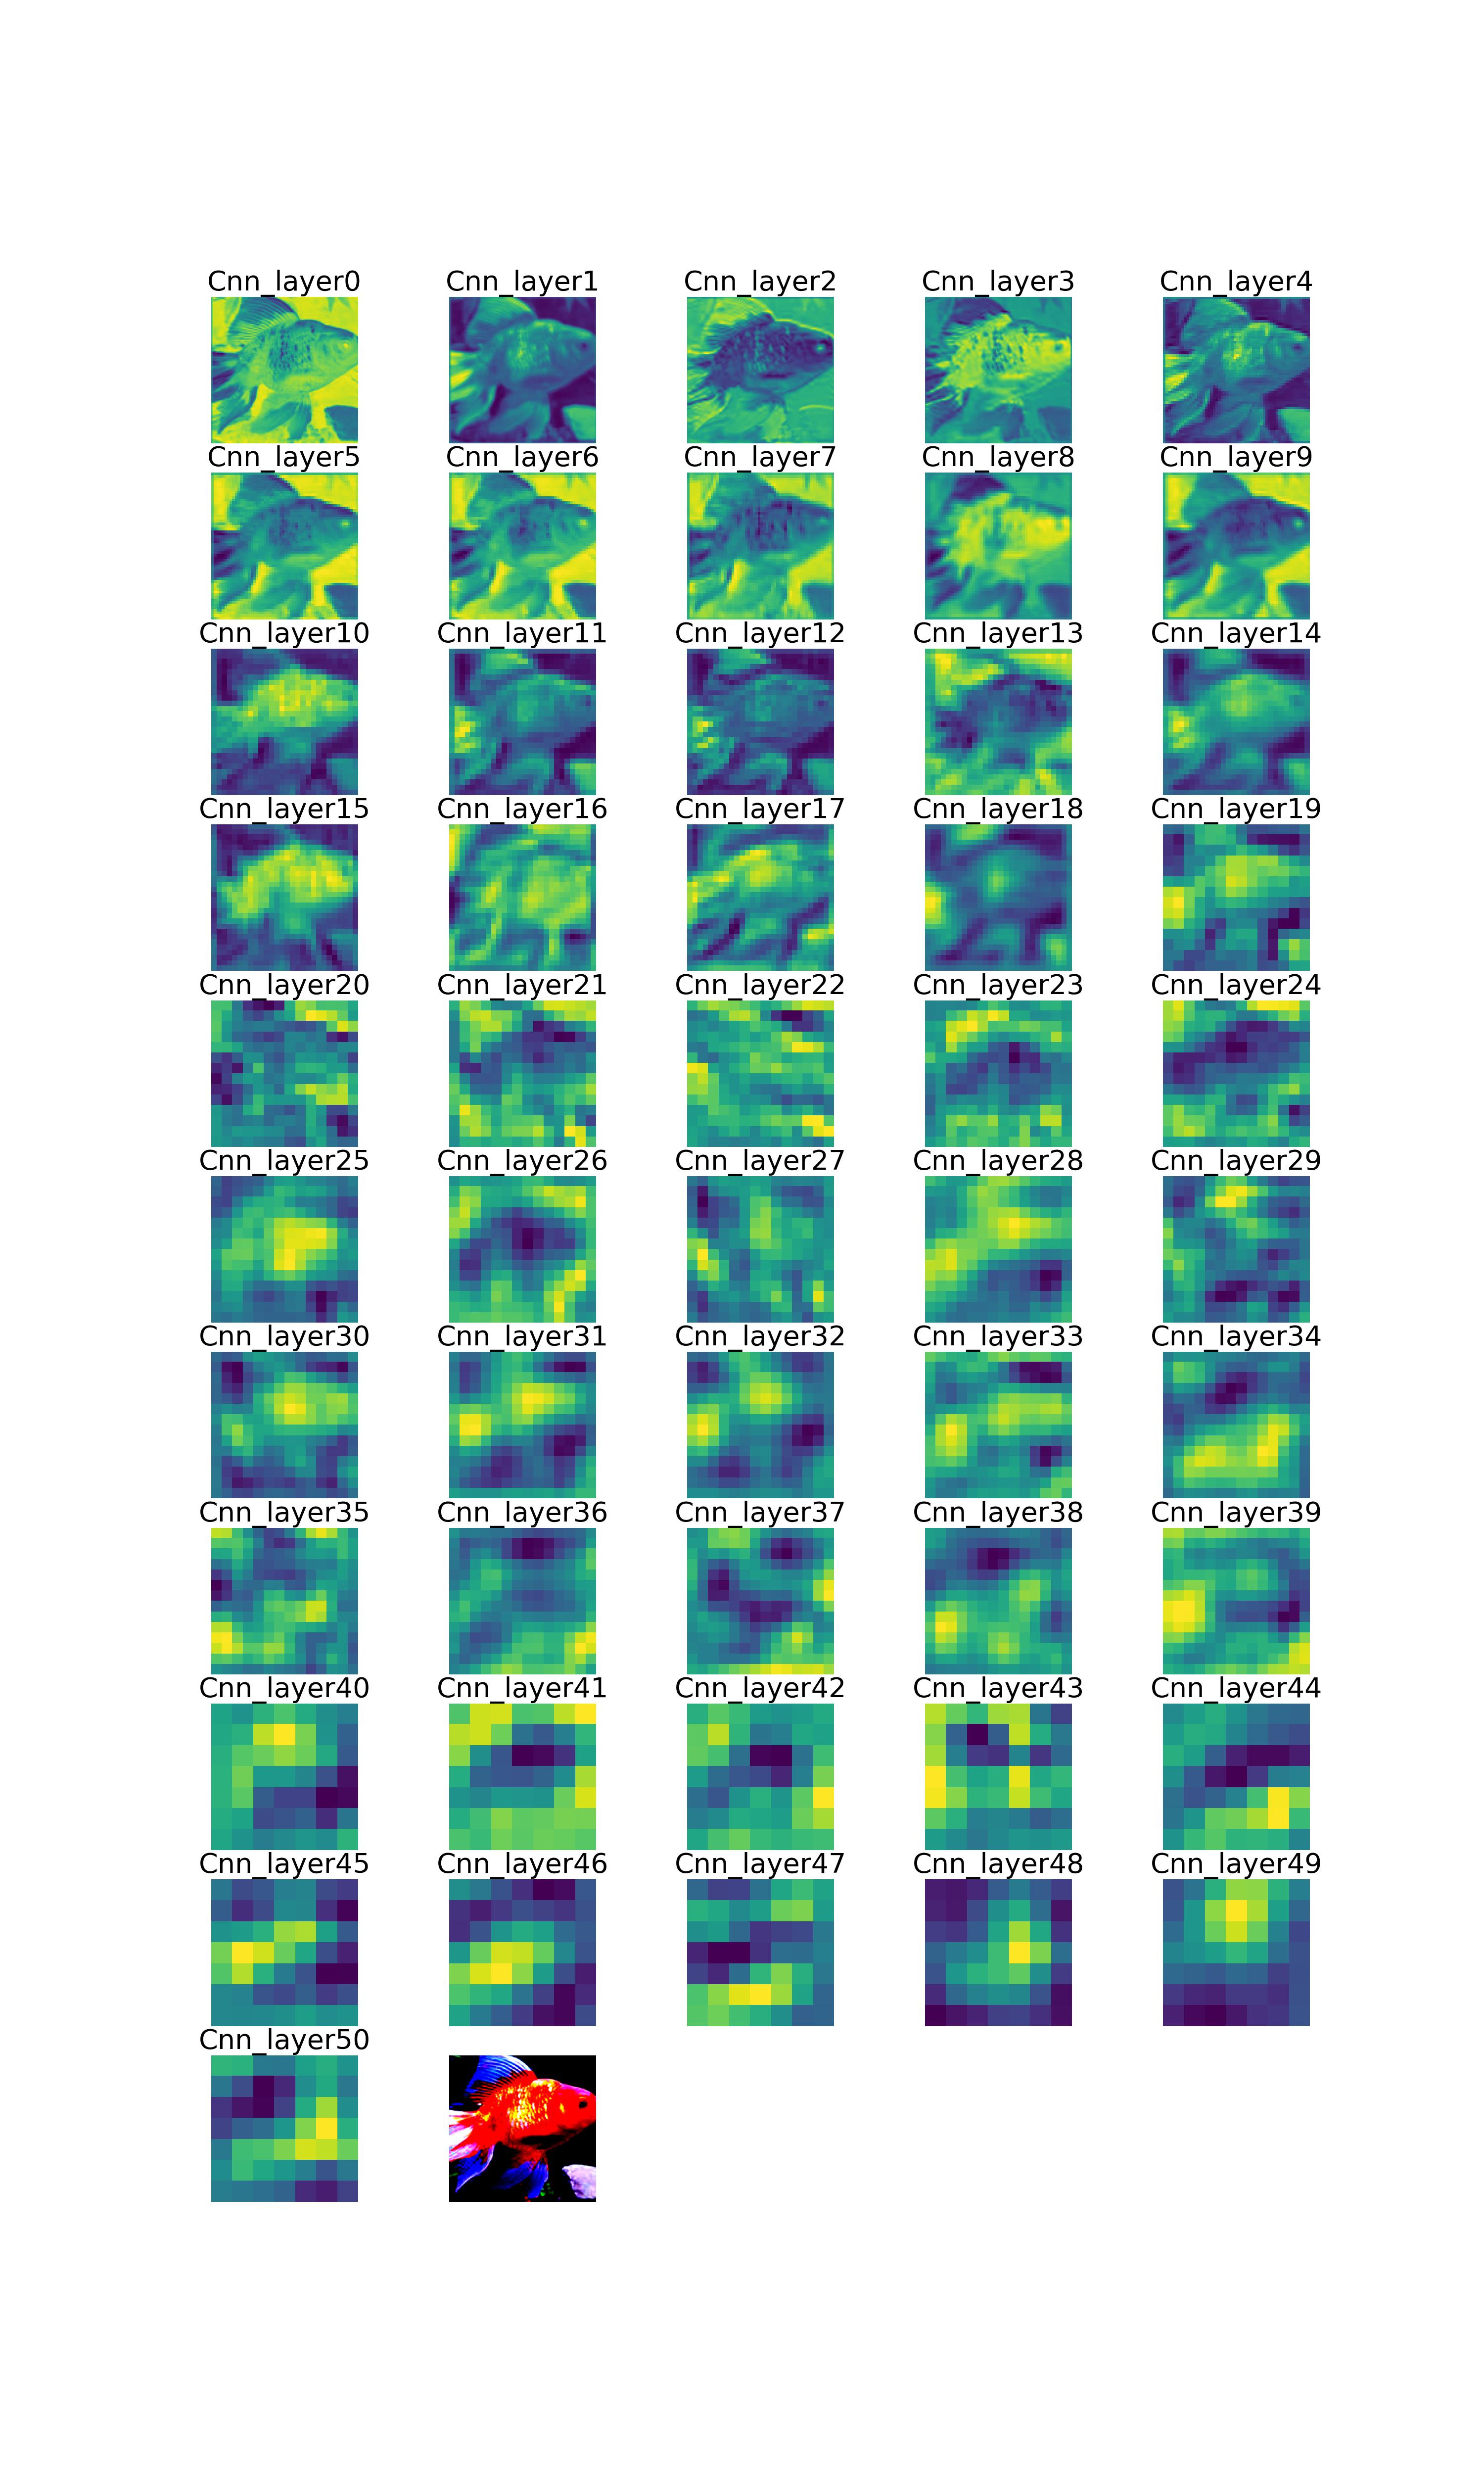 Cnn_layer0 Cnn_layer1 Cnn_layer2 Cnn_layer3 Cnn_layer4
Cnn_layer5 Cnn_layer6 Cnn_layer7 Cnn_layer8 Cnn_layer9
Cnn_layer10 Cnn_layer11 Cnn_layer12 Cnn_layer13 Cnn_layer14
Cnn_layer15 Cnn_layer16 Cnn_layer17 Cnn_layer18 Cnn_layer19
Cnn_layer20 Cnn_layer21 Cnn_layer22 Cnn_layer23 Cnn_layer24
Cnn_layer25 Cnn_layer26 Cnn_layer27 Cnn_layer28 Cnn_layer29
Cnn_layer30 Cnn_layer31 Cnn_layer32 Cnn_layer33 Cnn_layer34
Cnn_layer35 Cnn_layer36 Cnn_layer37 Cnn_layer38 Cnn_layer39
Cnn_layer40 Cnn_layer41 Cnn_layer42 Cnn_layer43 Cnn_layer44
Cnn_layer45 Cnn_layer46 Cnn_layer47 Cnn_layer48 Cnn_layer49
Cnn_layer50